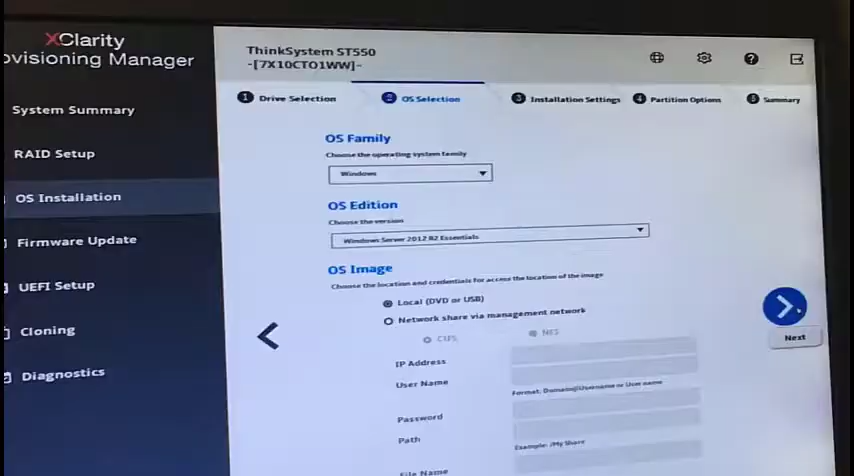 XClarity
ovisioning Manager
System Summary
RAID Setup
OS Installation
Firmware Update
UEFI Setup
Cloning
Diagnostics
ThinkSystem ST550
-[7X10CTO1WW]-
1 Drive Selection
2 OS Selection
3 Installation Settings
4 Partition Options
5 Summary
OS Family
Choose the operating system family
Windows
OS Edition
Choose the version
Windows Server 2012 R2 Essentials
OS Image
Choose the location and credentials for access the location of the image
Local (DVD or USB)
Network share via management network
CIFS
NFS
IP Address
User Name
Format: Domain@Username or User name
Password
Path
Example: /My Share
File Name
Next